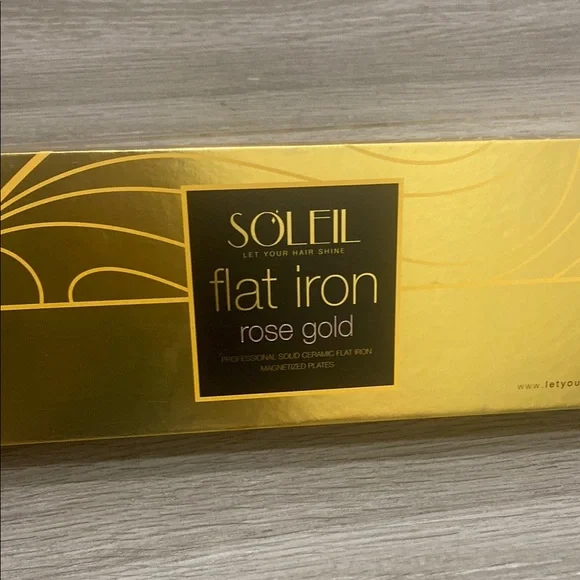 SOLEIL
LET YOUR HAIR SHINE
flat iron
rose gold
PROFESSIONAL SOLID CERAMIC FLAT IRON
MAGNETIZED PLATES
www.letyou